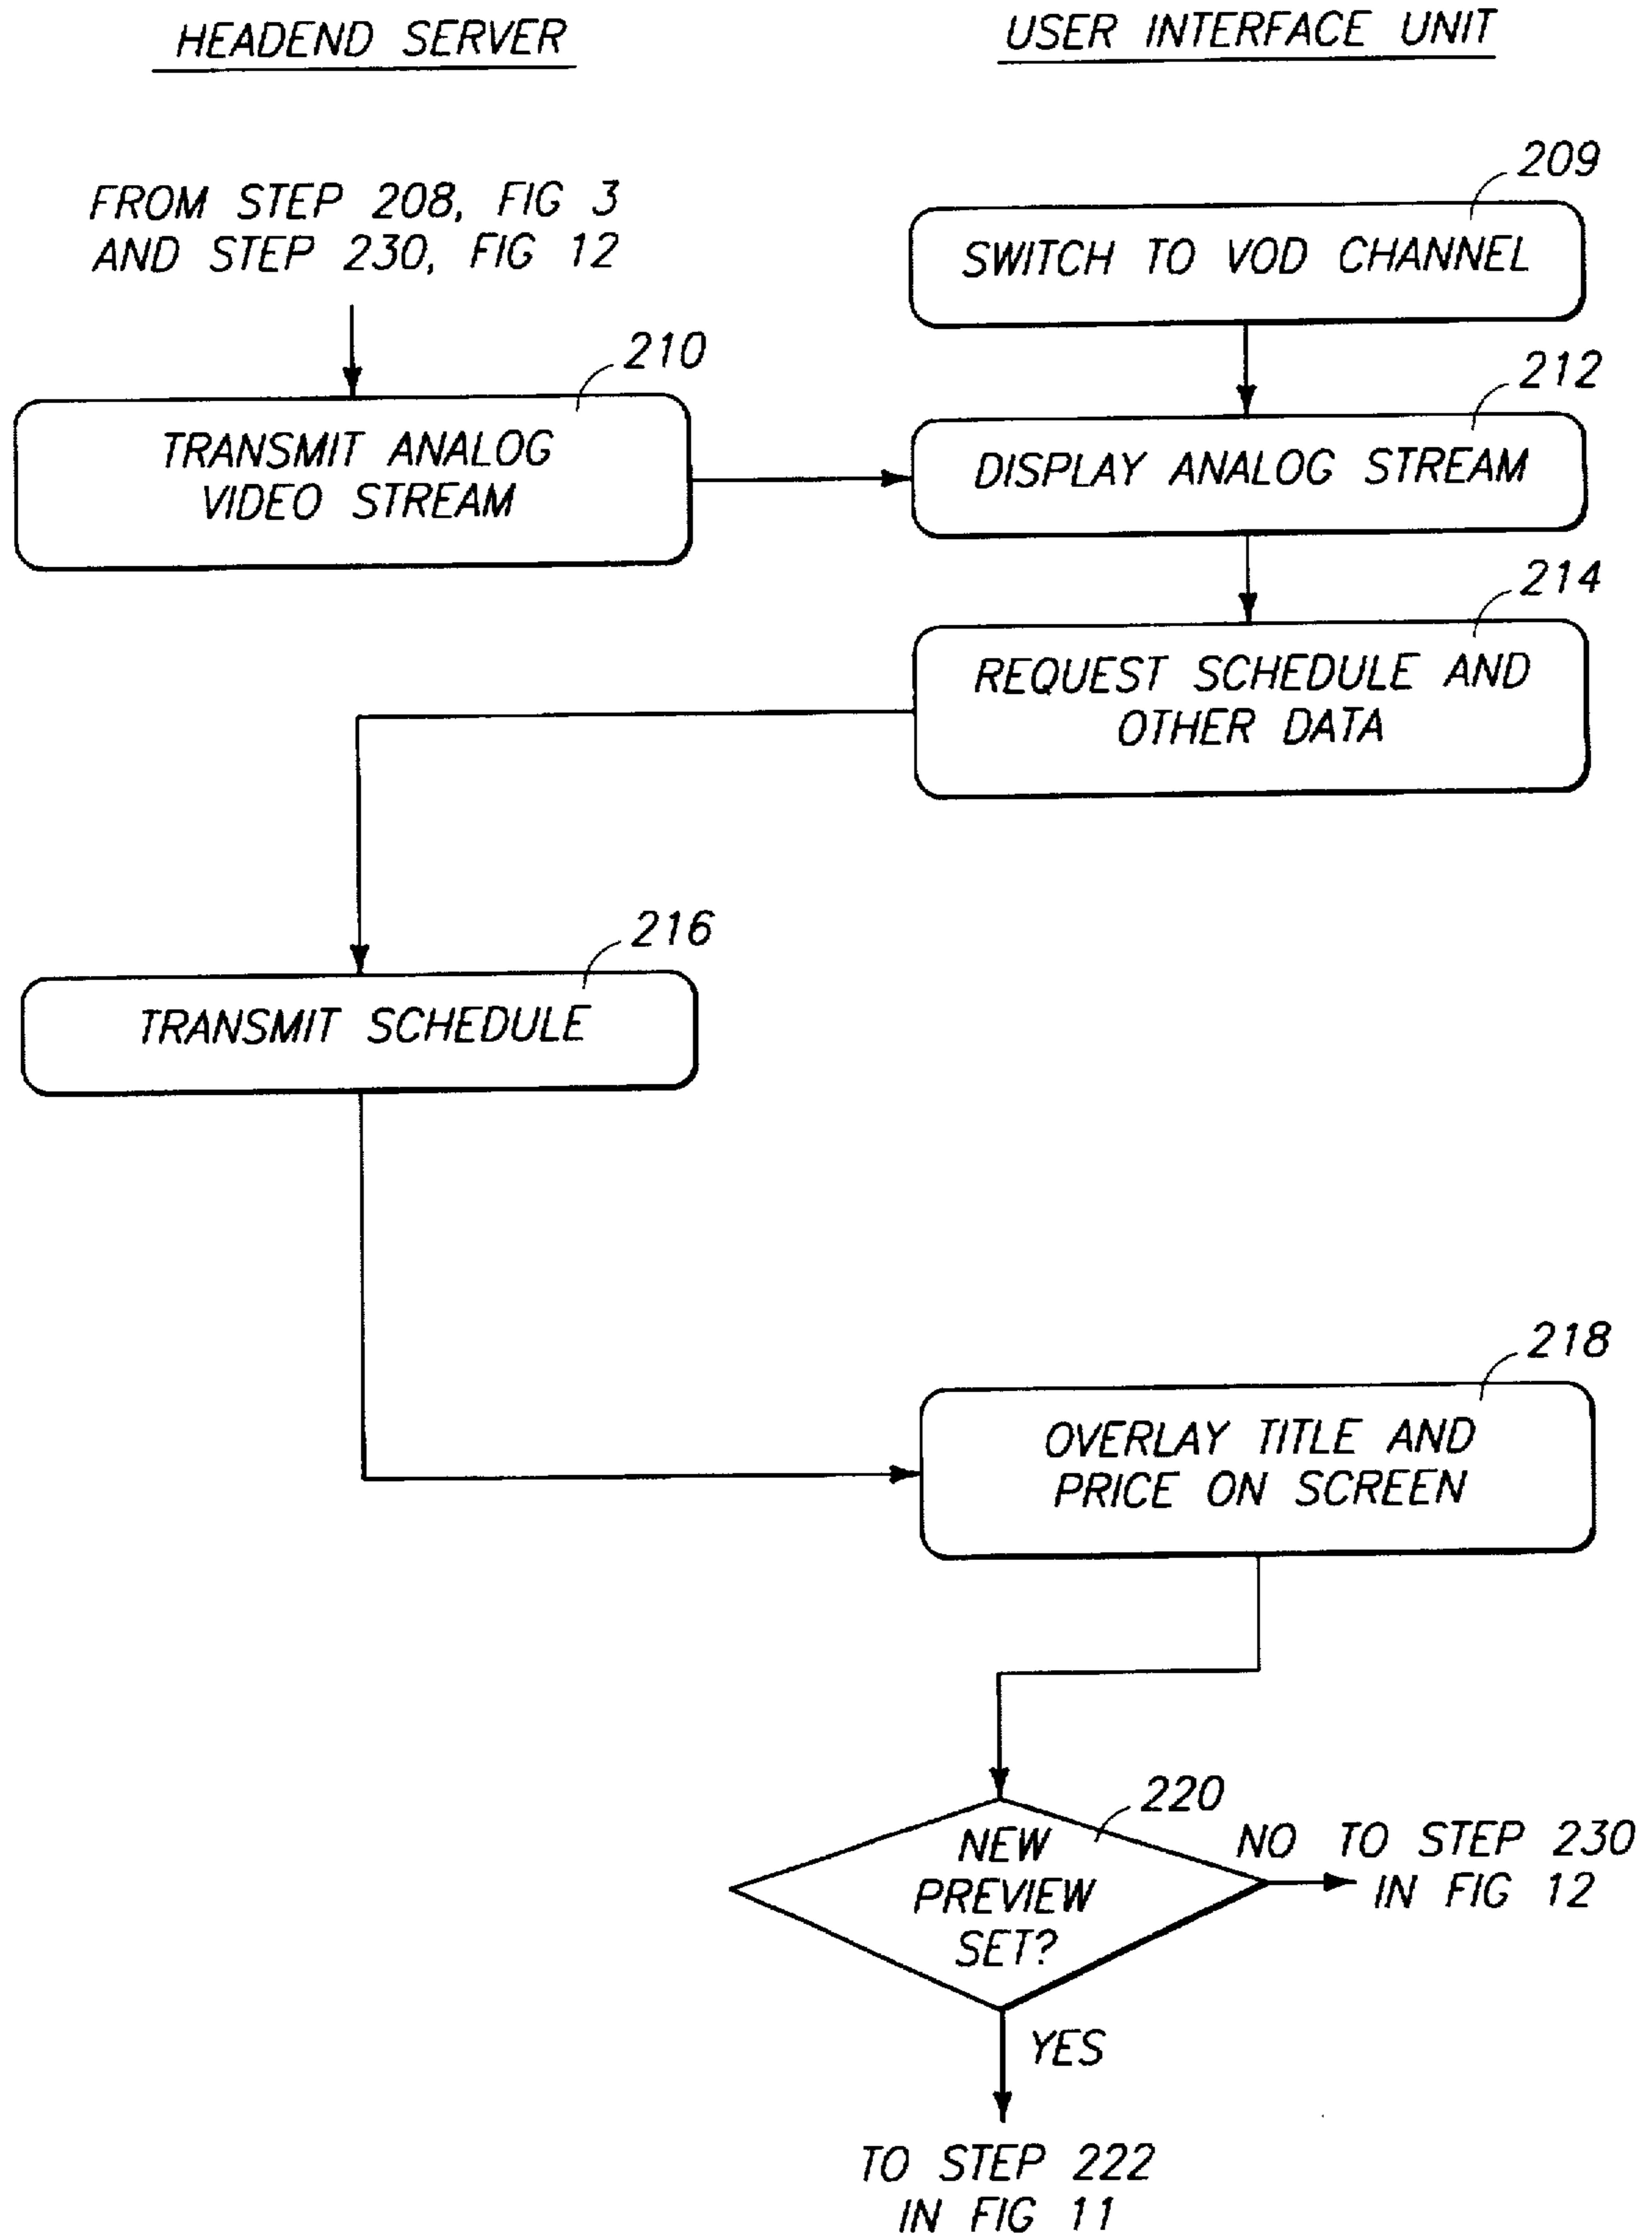 HEADEND SERVER
USER INTERFACE UNIT
FROM STEP 208, FIG 3
AND STEP 230, FIG 12
209
SWITCH TO VOD CHANNEL
210
TRANSMIT ANALOG
VIDEO STREAM
212
DISPLAY ANALOG STREAM
214
REQUEST SCHEDULE AND
OTHER DATA
216
TRANSMIT SCHEDULE
218
OVERLAY TITLE AND
PRICE ON SCREEN
220
NEW
PREVIEW
SET?
NO TO STEP 230
IN FIG 12
YES
TO STEP 222
IN FIG 11